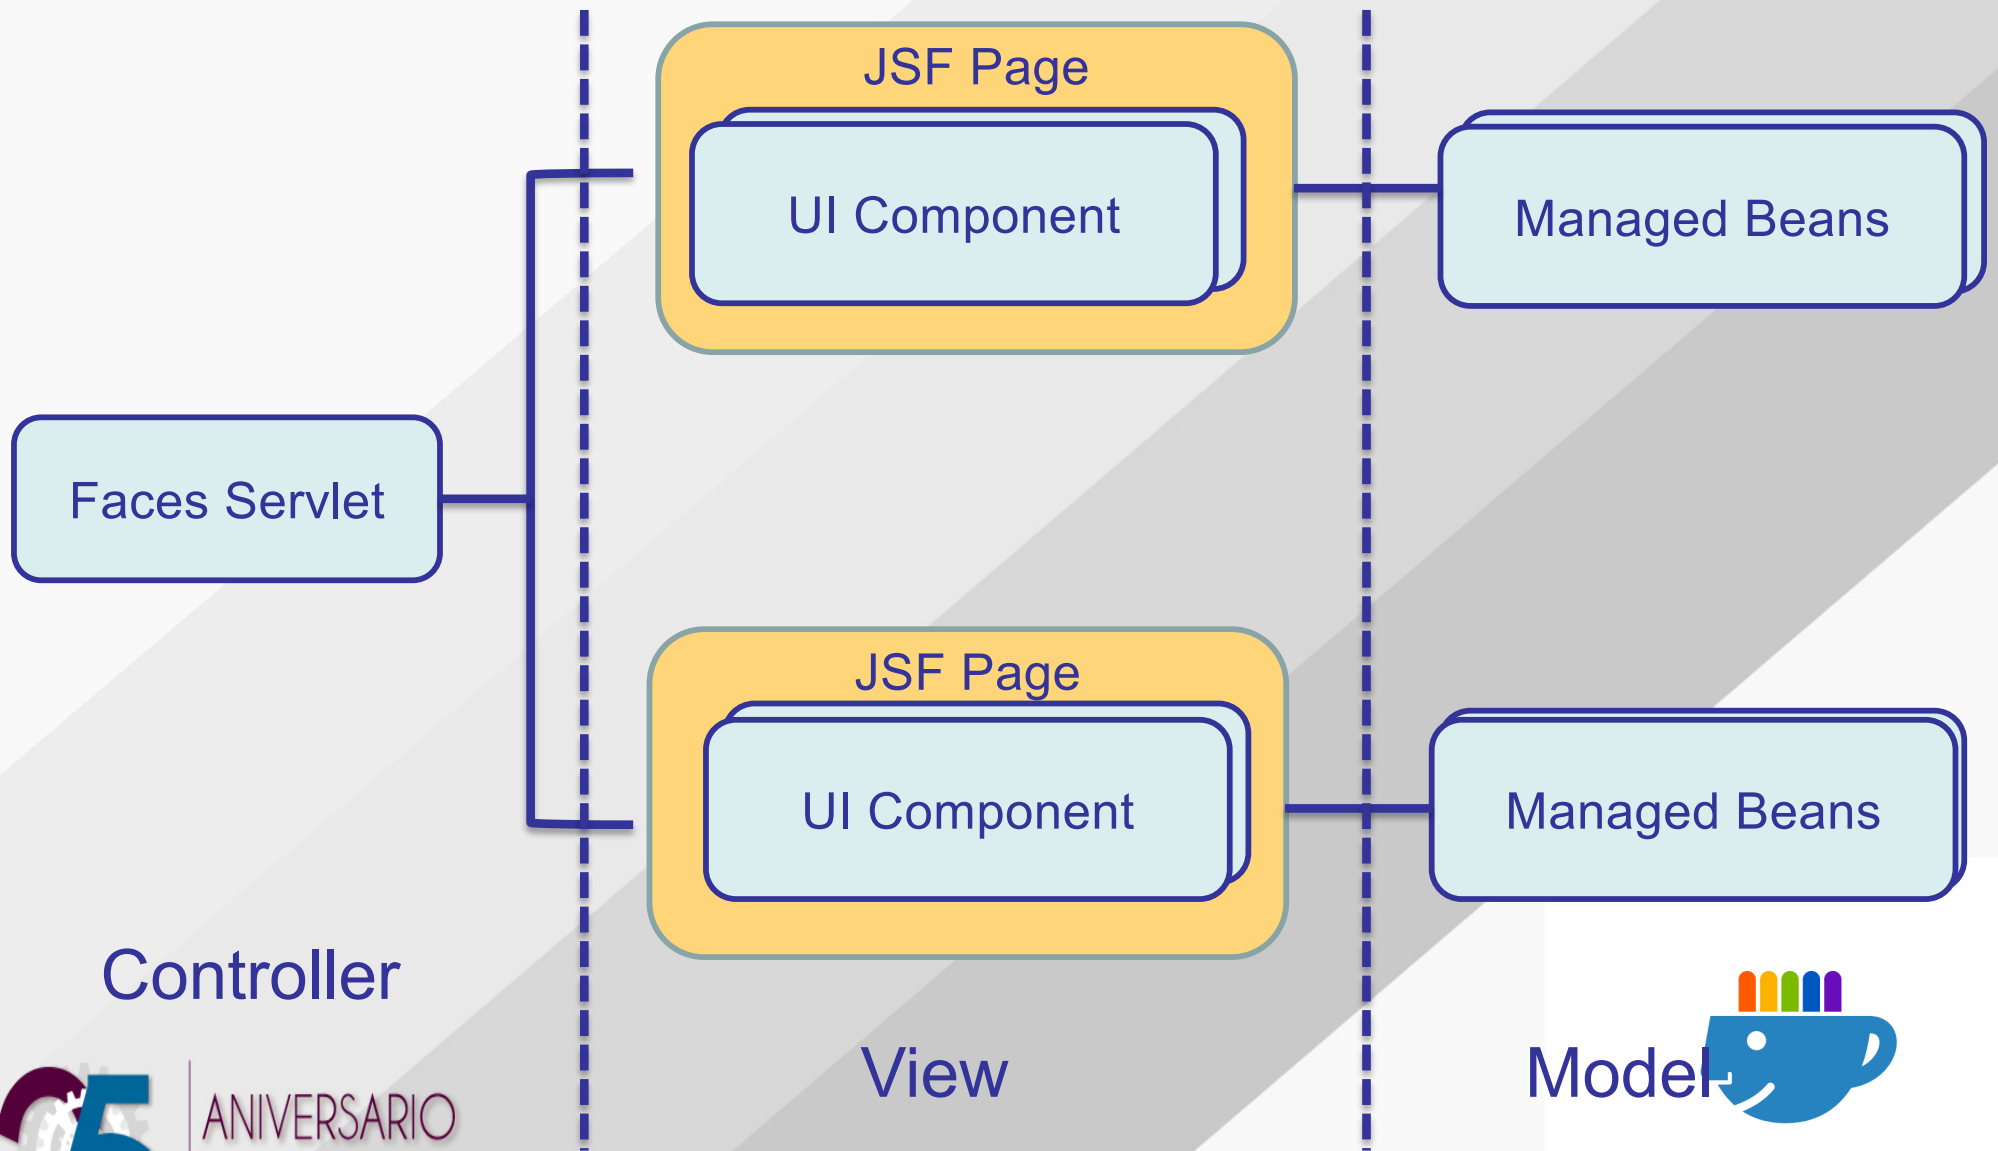 JSF Page
UI Component
Managed Beans
Faces Servlet
JSF Page
UI Component
Managed Beans
Controller
View
Model
ANIVERSARIO